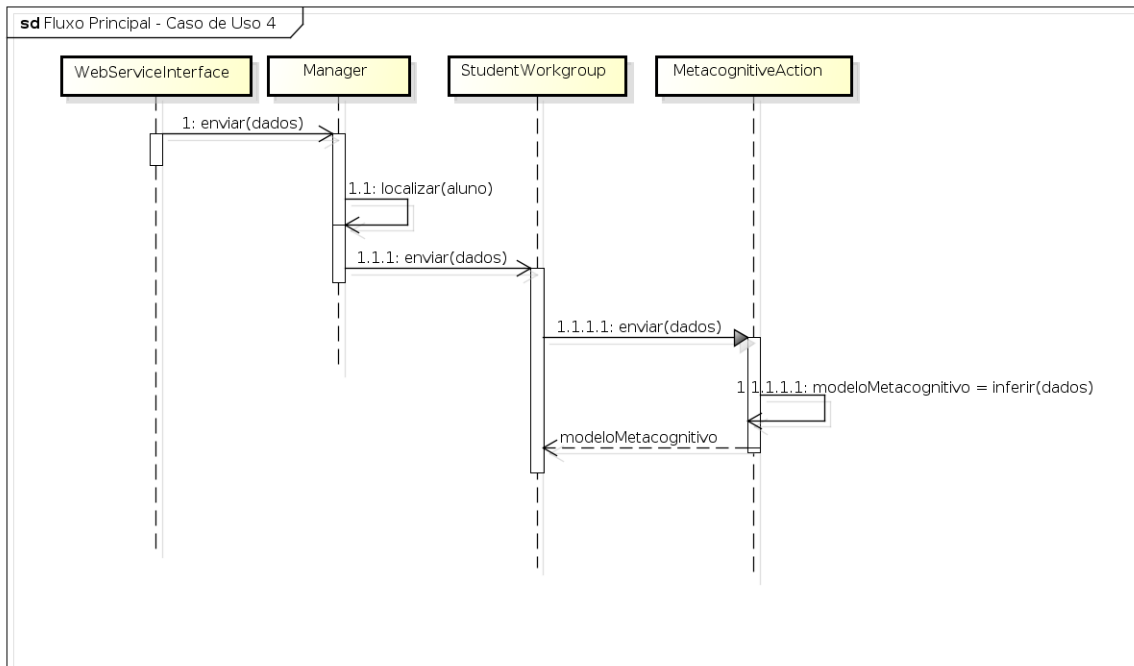 sd Fluxo Principal - Caso de Uso 4
WebServiceInterface
Manager
StudentWorkgroup
MetacognitiveAction
1: enviar(dados)
1.1: localizar(aluno)
1.1.1: enviar(dados)
1.1.1.1: enviar(dados)
1.1.1.1.1: modeloMetacognitivo = inferir(dados)
modeloMetacognitivo